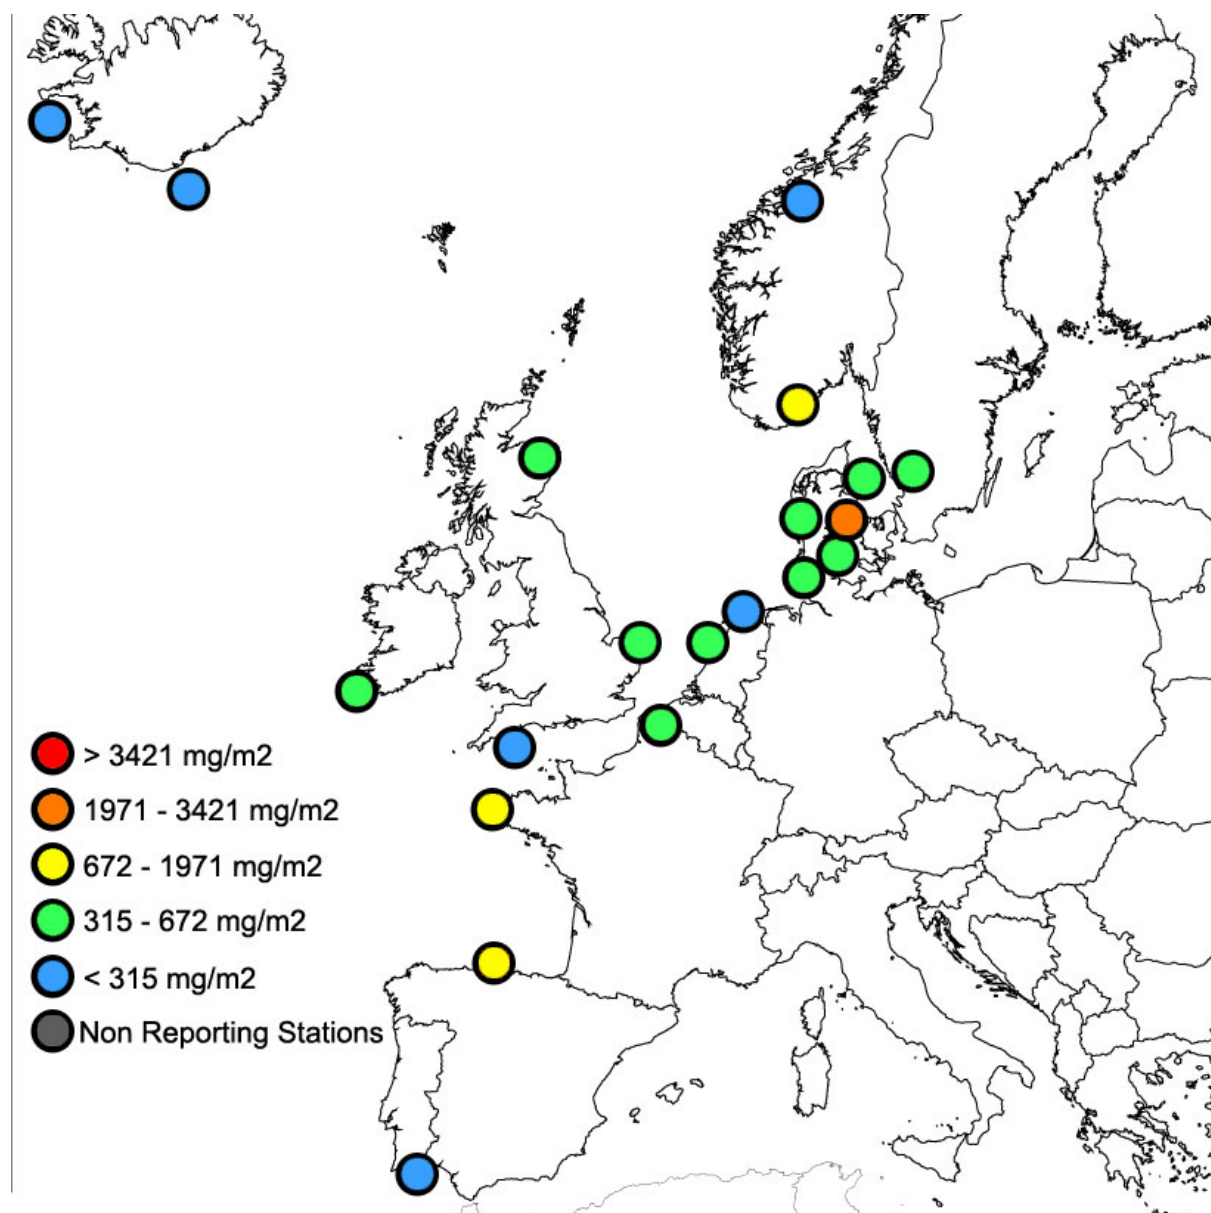 > 3421 mg/m2
1971 - 3421 mg/m2
672 - 1971 mg/m2
315 - 672 mg/m2
< 315 mg/m2
Non Reporting Stations